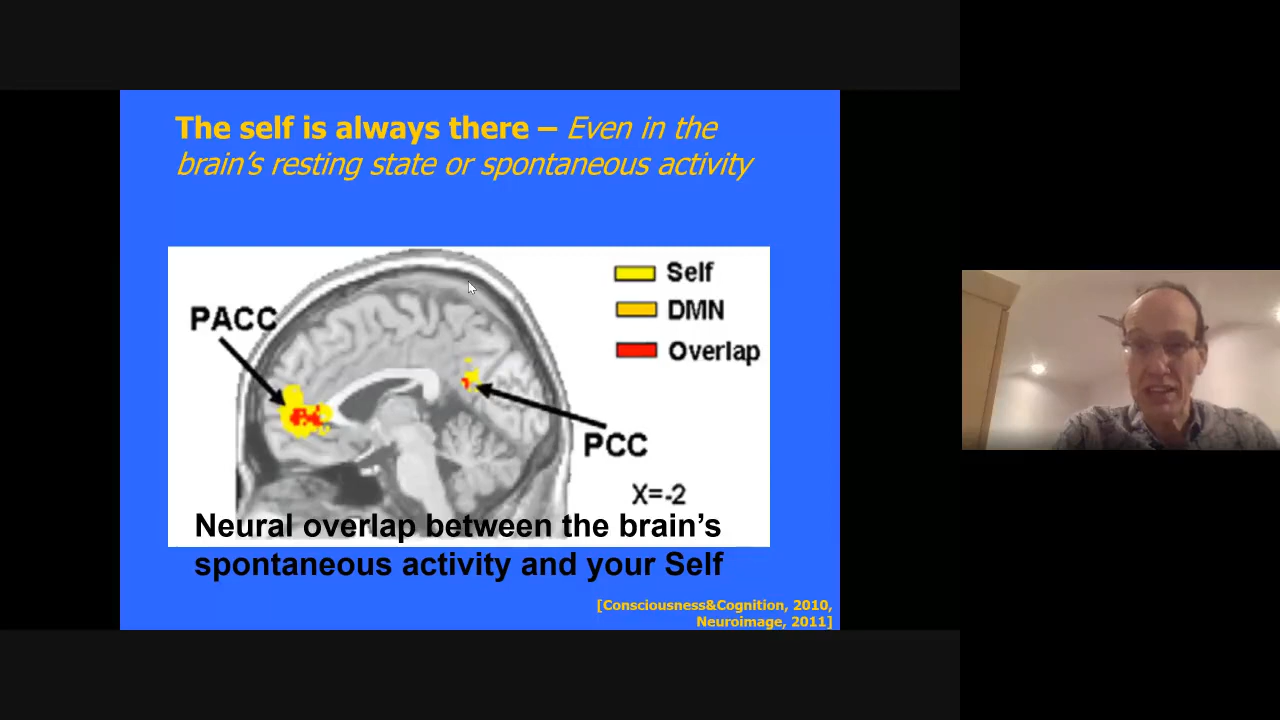 The self is always there – Even in the
brain's resting state or spontaneous activity
PACC
Self
DMN
Overlap
PCC
X=-2
Neural overlap between the brain's
spontaneous activity and your Self
[Consciousness&Cognition, 2010,
Neuroimage, 2011]